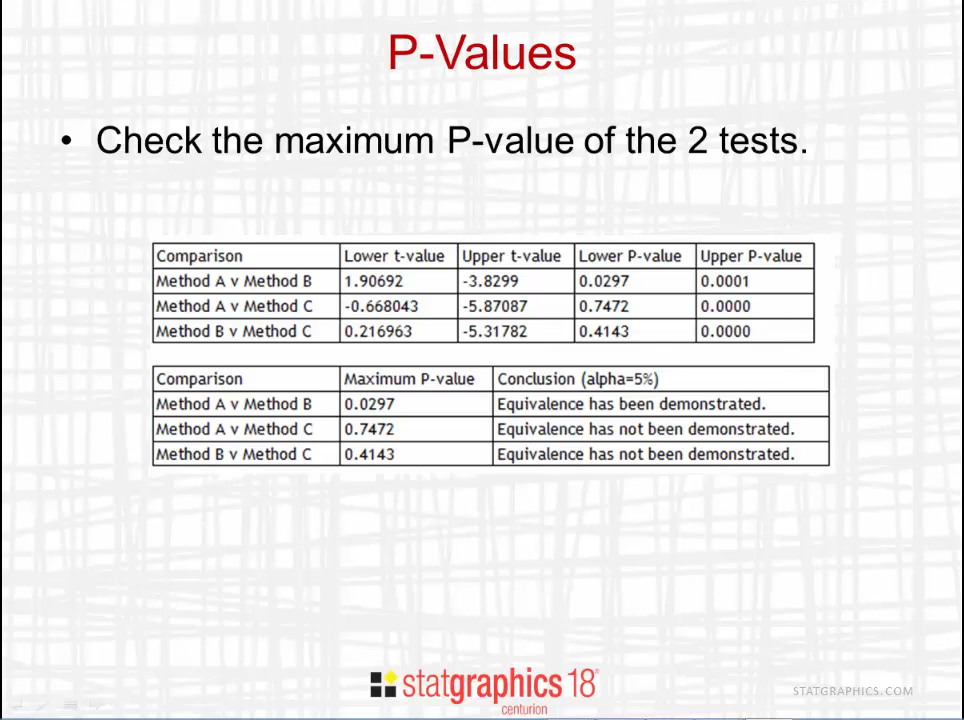 P-Values
• Check the maximum P-value of the 2 tests.
Comparison Lower t-value Upper t-value Lower P-value Upper P-value
Method A v Method B 1.90692 -3.8299 0.0297 0.0001
Method A v Method C -0.668043 -5.87087 0.7472 0.0000
Method B v Method C 0.216963 -5.31782 0.4143 0.0000
Comparison Maximum P-value Conclusion (alpha=5%)
Method A v Method B 0.0297 Equivalence has been demonstrated.
Method A v Method C 0.7472 Equivalence has not been demonstrated.
Method B v Method C 0.4143 Equivalence has not been demonstrated.
statgraphics 18®
centurion
STATGRAPHICS.COM